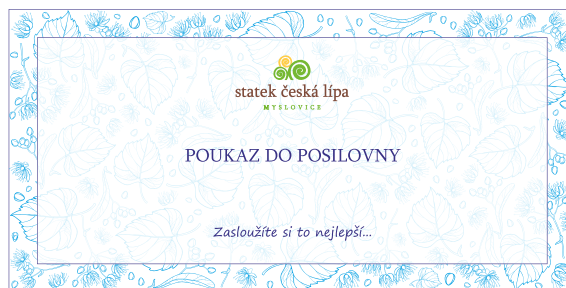 statek česká lípa
MYSLOVICE
POUKAZ DO POSILOVNY
Zasloužíte si to nejlepší...